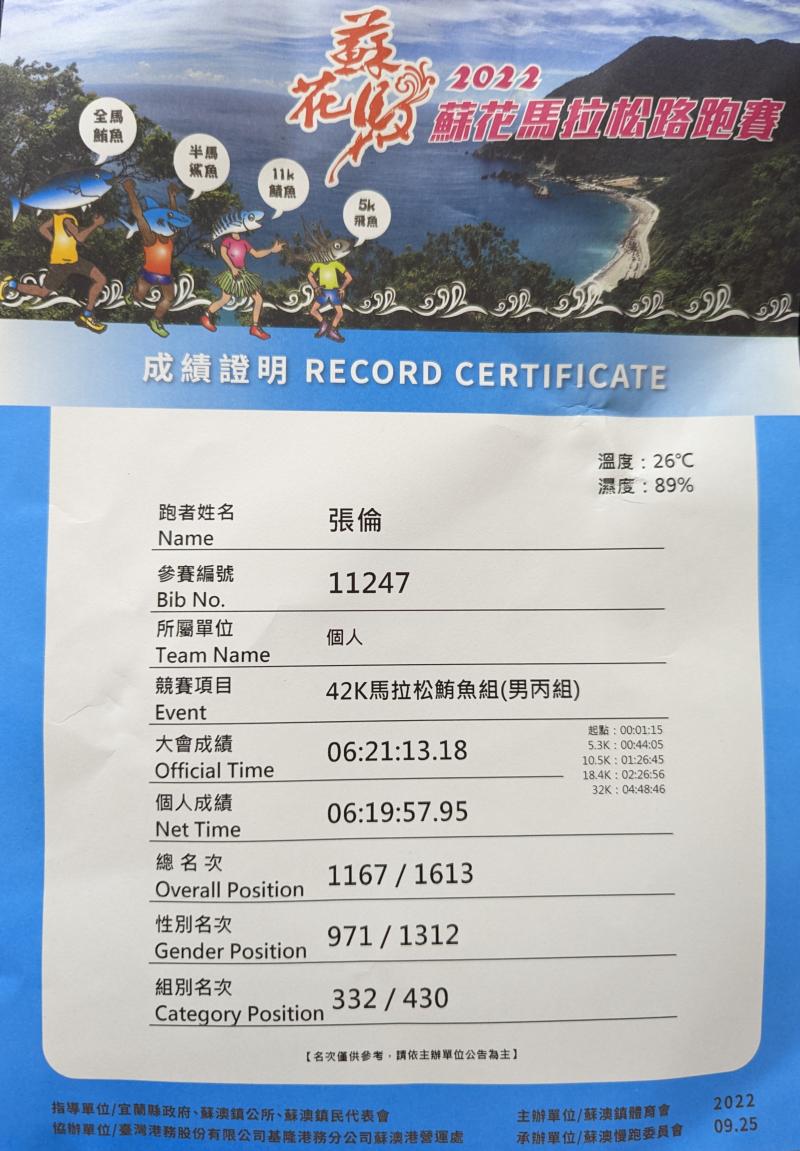 蘇花馬
2022
蘇花馬拉松路跑賽
全馬
鮪魚
半馬
鯊魚
11k
鯖魚
5k
飛魚
成績證明 RECORD CERTIFICATE
溫度：26℃
濕度：89%
跑者姓名
Name
張倫
參賽編號
Bib No.
11247
所屬單位
Team Name
個人
競賽項目
Event
42K馬拉松鮪魚組(男丙組)
大會成績
Official Time
06:21:13.18
起點：00:01:15
5.3K：00:44:05
10.5K：01:26:45
18.4K：02:26:56
32K：04:48:46
個人成績
Net Time
06:19:57.95
總 名 次
Overall Position
1167 / 1613
性別名次
Gender Position
971 / 1312
組別名次
Category Position
332 / 430
【名次僅供參考，請依主辦單位公告為主】
指導單位/宜蘭縣政府、蘇澳鎮公所、蘇澳鎮民代表會
協辦單位/臺灣港務股份有限公司基隆港務分公司蘇澳港營運處
主辦單位/蘇澳鎮體育會
承辦單位/蘇澳慢跑委員會
2022
09.25